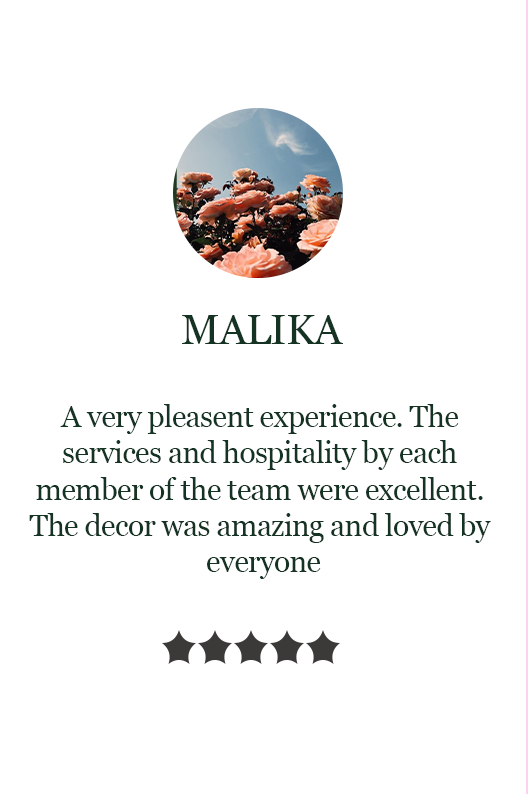 MALIKA
A very pleasent experience. The
services and hospitality by each
member of the team were excellent.
The decor was amazing and loved by
everyone